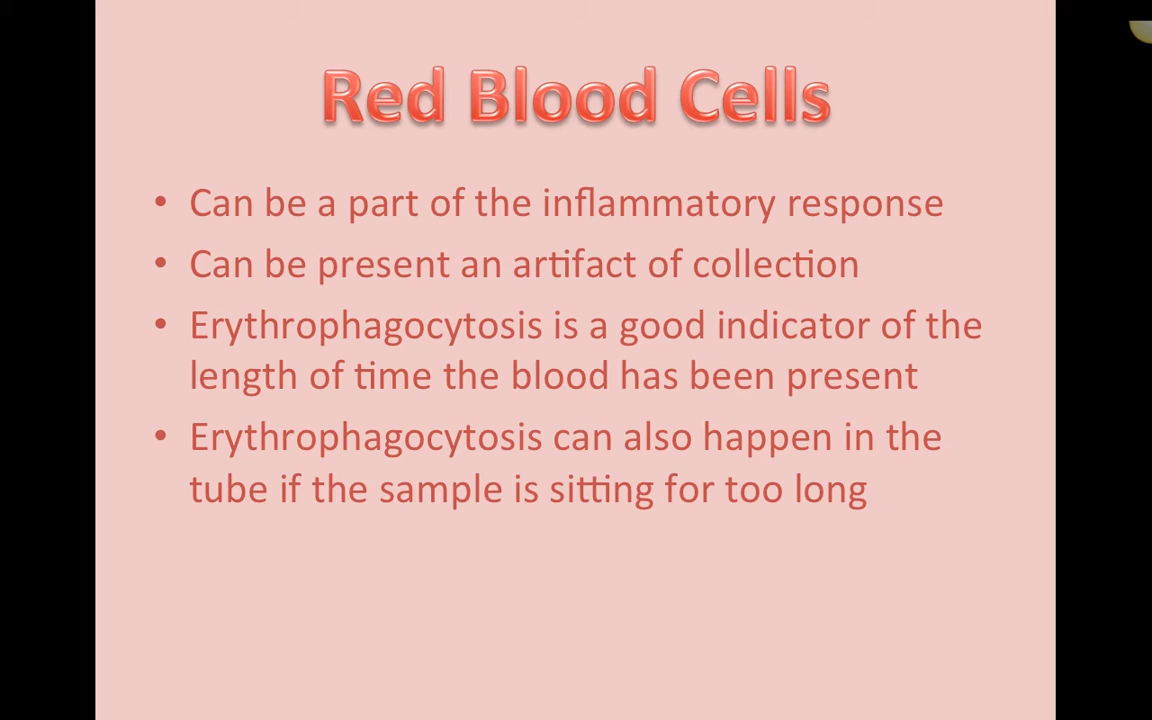 Red Blood Cells
• Can be a part of the inflammatory response
• Can be present an artifact of collection
• Erythrophagocytosis is a good indicator of the
length of time the blood has been present
• Erythrophagocytosis can also happen in the
tube if the sample is sitting for too long